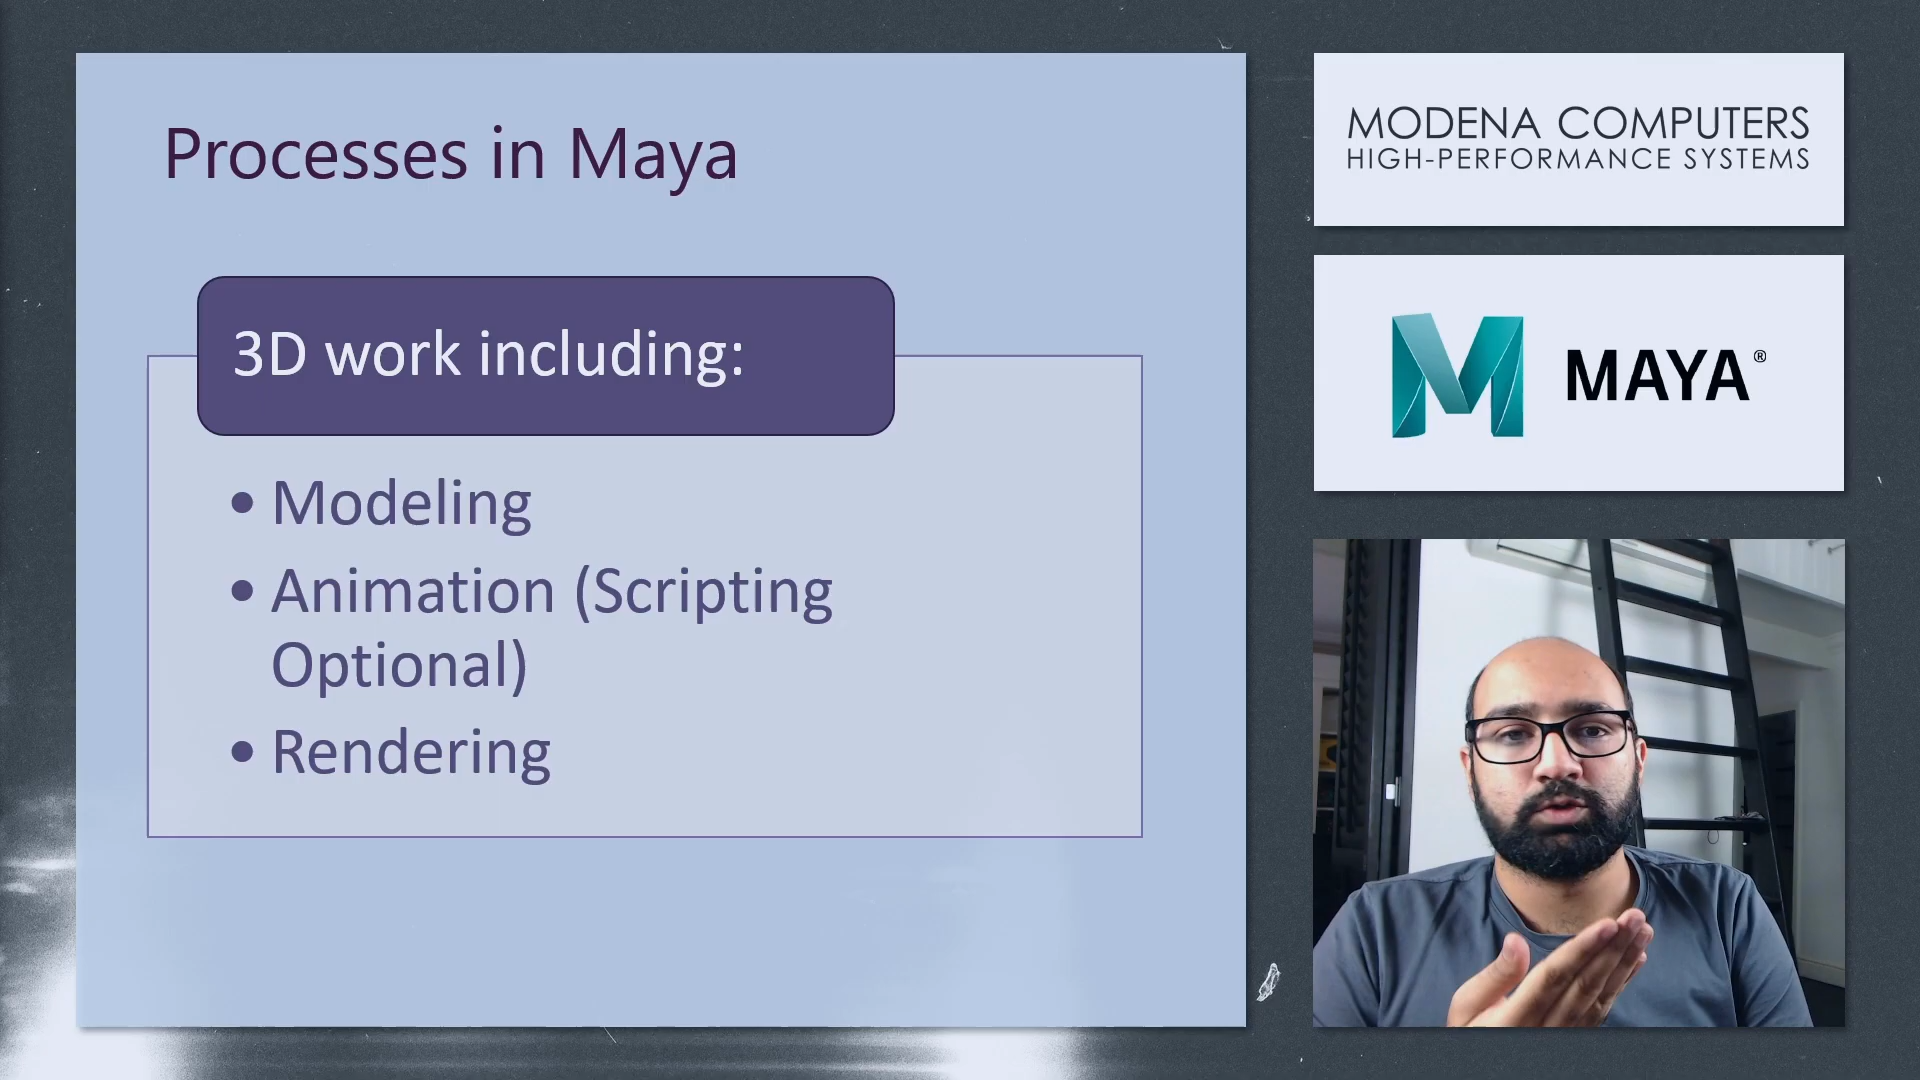 Processes in Maya
3D work including:
• Modeling
• Animation (Scripting
Optional)
• Rendering
MODENA COMPUTERS
HIGH-PERFORMANCE SYSTEMS
MAYA®